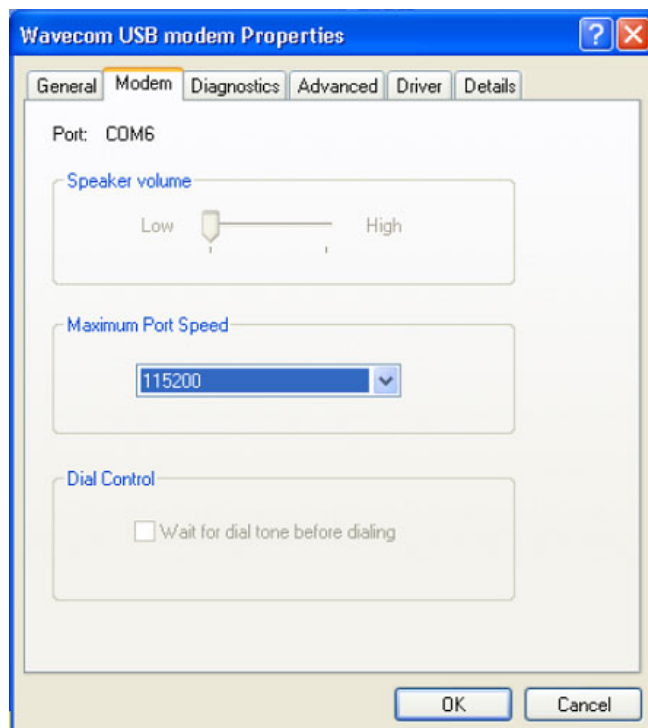 Wavecom USB modem Properties
General Modem Diagnostics Advanced Driver Details
Port: COM6
Speaker volume
Low High
Maximum Port Speed
115200
Dial Control
Wait for dial tone before dialing
OK Cancel